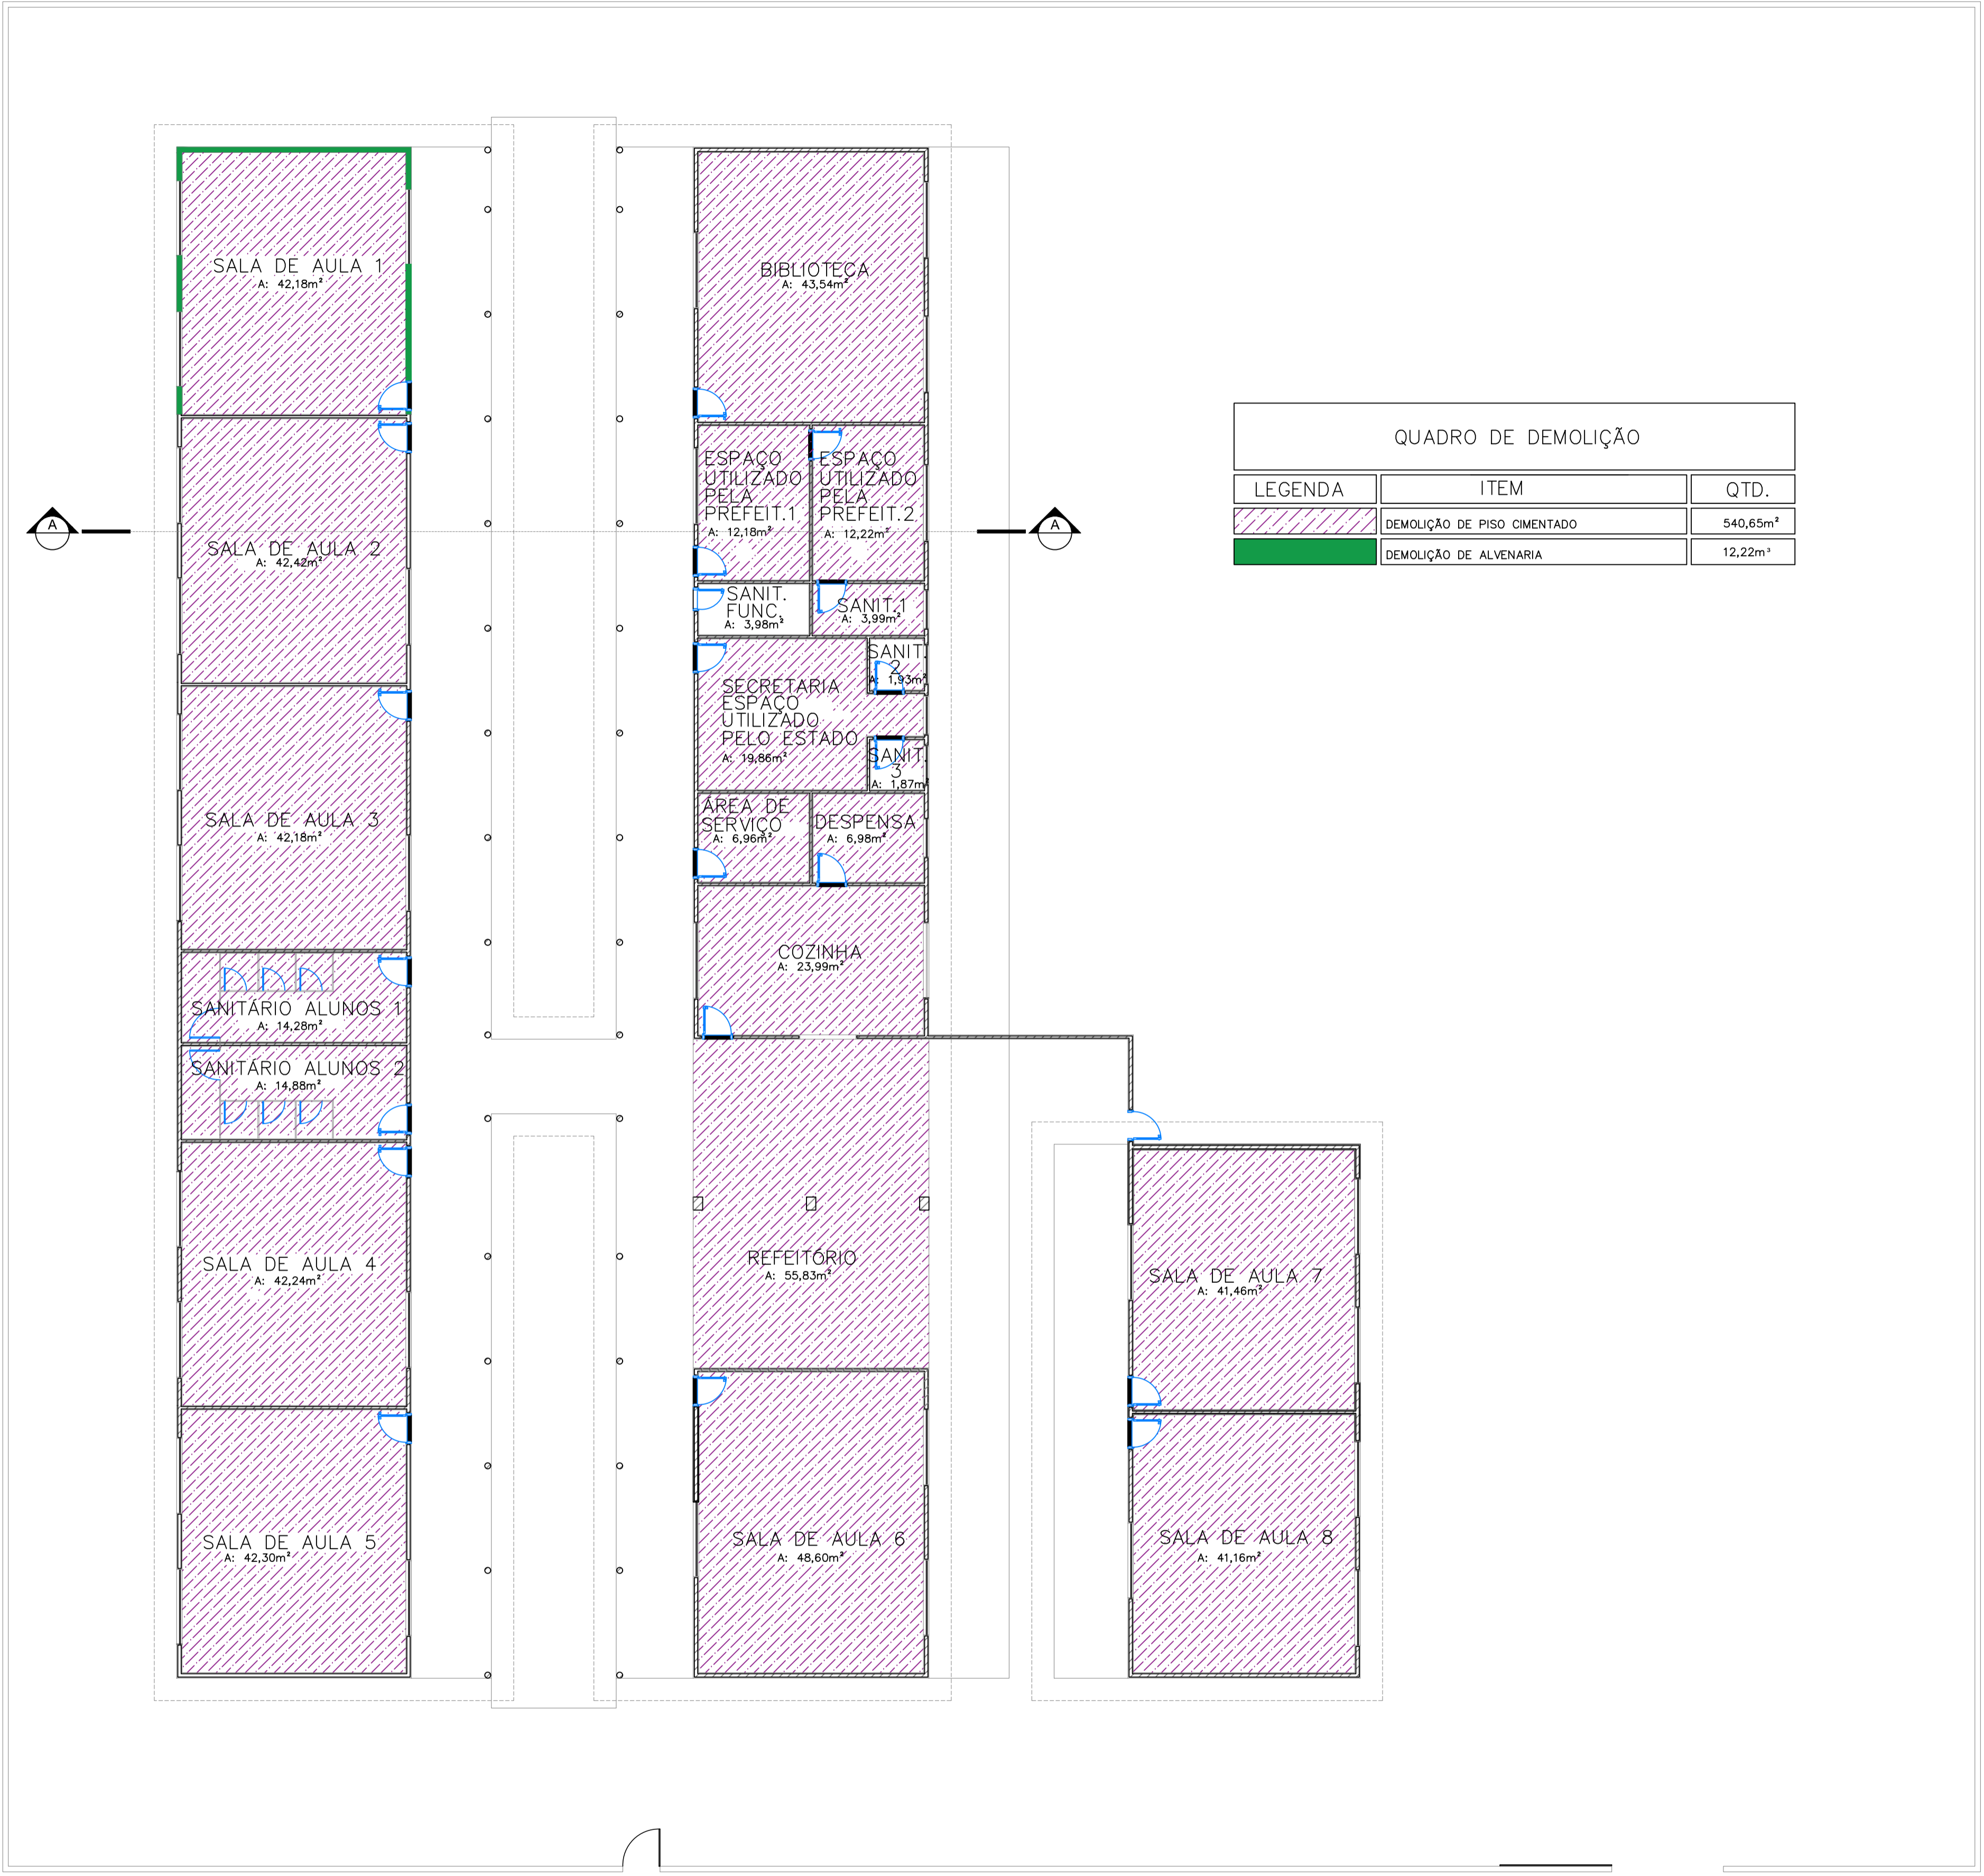 SALA DE AULA 1
A: 42,18m²
SALA DE AULA 2
A: 42,42m²
SALA DE AULA 3
A: 42,18m²
SANITÁRIO ALUNOS 1
A: 14,28m²
SANITÁRIO ALUNOS 2
A: 14,88m²
SALA DE AULA 4
A: 42,24m²
SALA DE AULA 5
A: 42,30m²
A
BIBLIOTECA
A: 43,54m²
ESPAÇO
UTILIZADO
PELA
PREFEIT.1
A: 12,18m²
ESPAÇO
UTILIZADO
PELA
PREFEIT.2
A: 12,22m²
SANIT.
FUNC.
A: 3,98m²
SANIT.1
A: 3,99m²
SANIT.
2
A: 1,93m²
SECRETARIA
ESPAÇO
UTILIZADO
PELO ESTADO
A: 19,86m²
SANIT.
3
A: 1,87m²
ÁREA DE
SERVIÇO
A: 6,96m²
DESPENSA
A: 6,98m²
COZINHA
A: 23,99m²
REFEITÓRIO
A: 55,83m²
SALA DE AULA 6
A: 48,60m²
A
SALA DE AULA 7
A: 41,46m²
SALA DE AULA 8
A: 41,16m²
QUADRO DE DEMOLIÇÃO
LEGENDA ITEM QTD.
DEMOLIÇÃO DE PISO CIMENTADO 540,65m²
DEMOLIÇÃO DE ALVENARIA 12,22m³